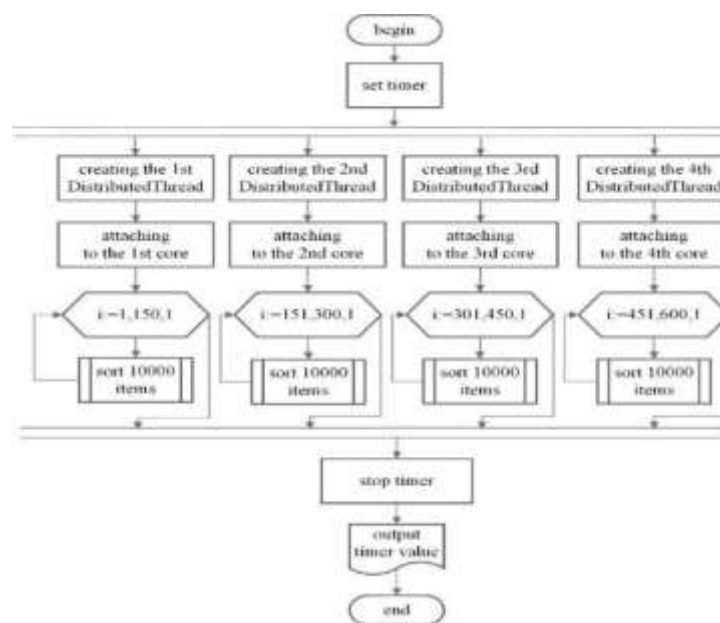 begin
set timer
creating the 1st
DistributedThread
creating the 2nd
DistributedThread
creating the 3rd
DistributedThread
creating the 4th
DistributedThread
attaching
to the 1st core
attaching
to the 2nd core
attaching
to the 3rd core
attaching
to the 4th core
i:=1,150,1
i:=151,300,1
i:=301,450,1
i:=451,600,1
sort 10000
items
sort 10000
items
sort 10000
items
sort 10000
items
stop timer
output
timer value
end